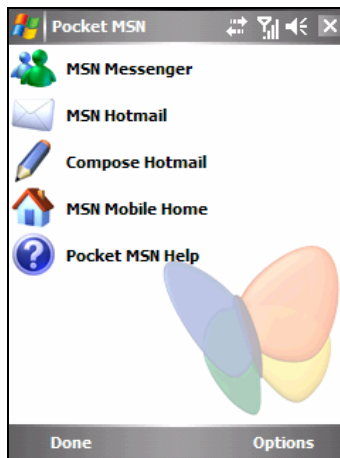 Pocket MSN
MSN Messenger
MSN Hotmail
Compose Hotmail
MSN Mobile Home
Pocket MSN Help
Done Options